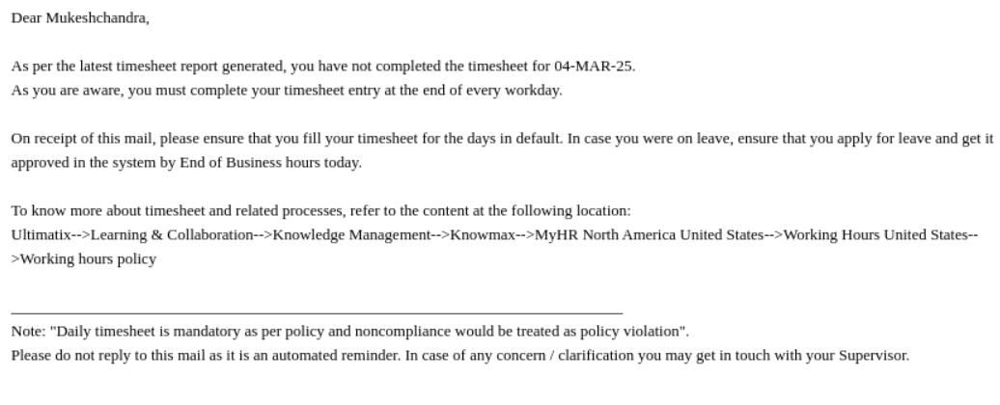 Dear Mukeshchandra,
As per the latest timesheet report generated, you have not completed the timesheet for 04-MAR-25.
As you are aware, you must complete your timesheet entry at the end of every workday.
On receipt of this mail, please ensure that you fill your timesheet for the days in default. In case you were on leave, ensure that you apply for leave and get it
approved in the system by End of Business hours today.
To know more about timesheet and related processes, refer to the content at the following location:
Ultimatix-->Learning & Collaboration-->Knowledge Management-->Knowmax-->MyHR North America United States-->Working Hours United States--
>Working hours policy
Note: "Daily timesheet is mandatory as per policy and noncompliance would be treated as policy violation".
Please do not reply to this mail as it is an automated reminder. In case of any concern / clarification you may get in touch with your Supervisor.